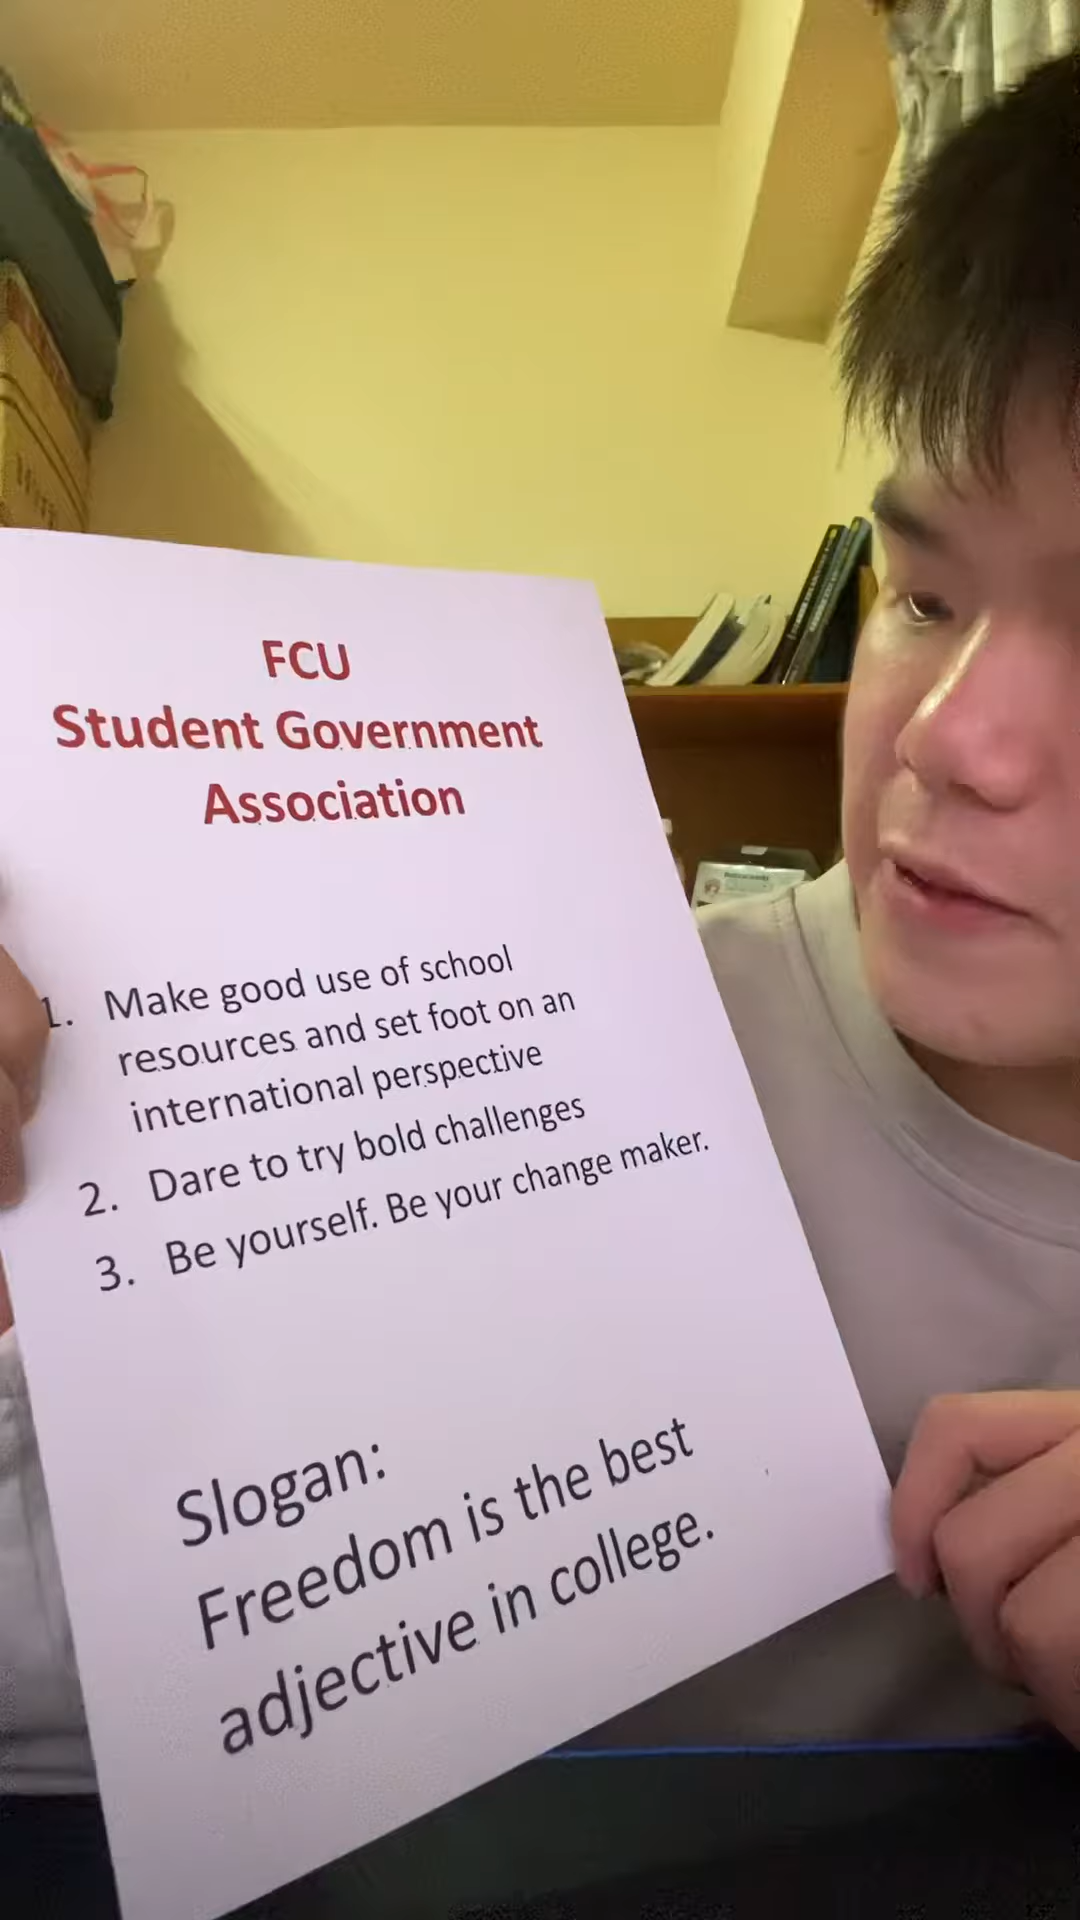 FCU
Student Government
Association
1. Make good use of school
resources and set foot on an
international perspective
2. Dare to try bold challenges
3. Be yourself. Be your change maker.
Slogan:
Freedom is the best
adjective in college.